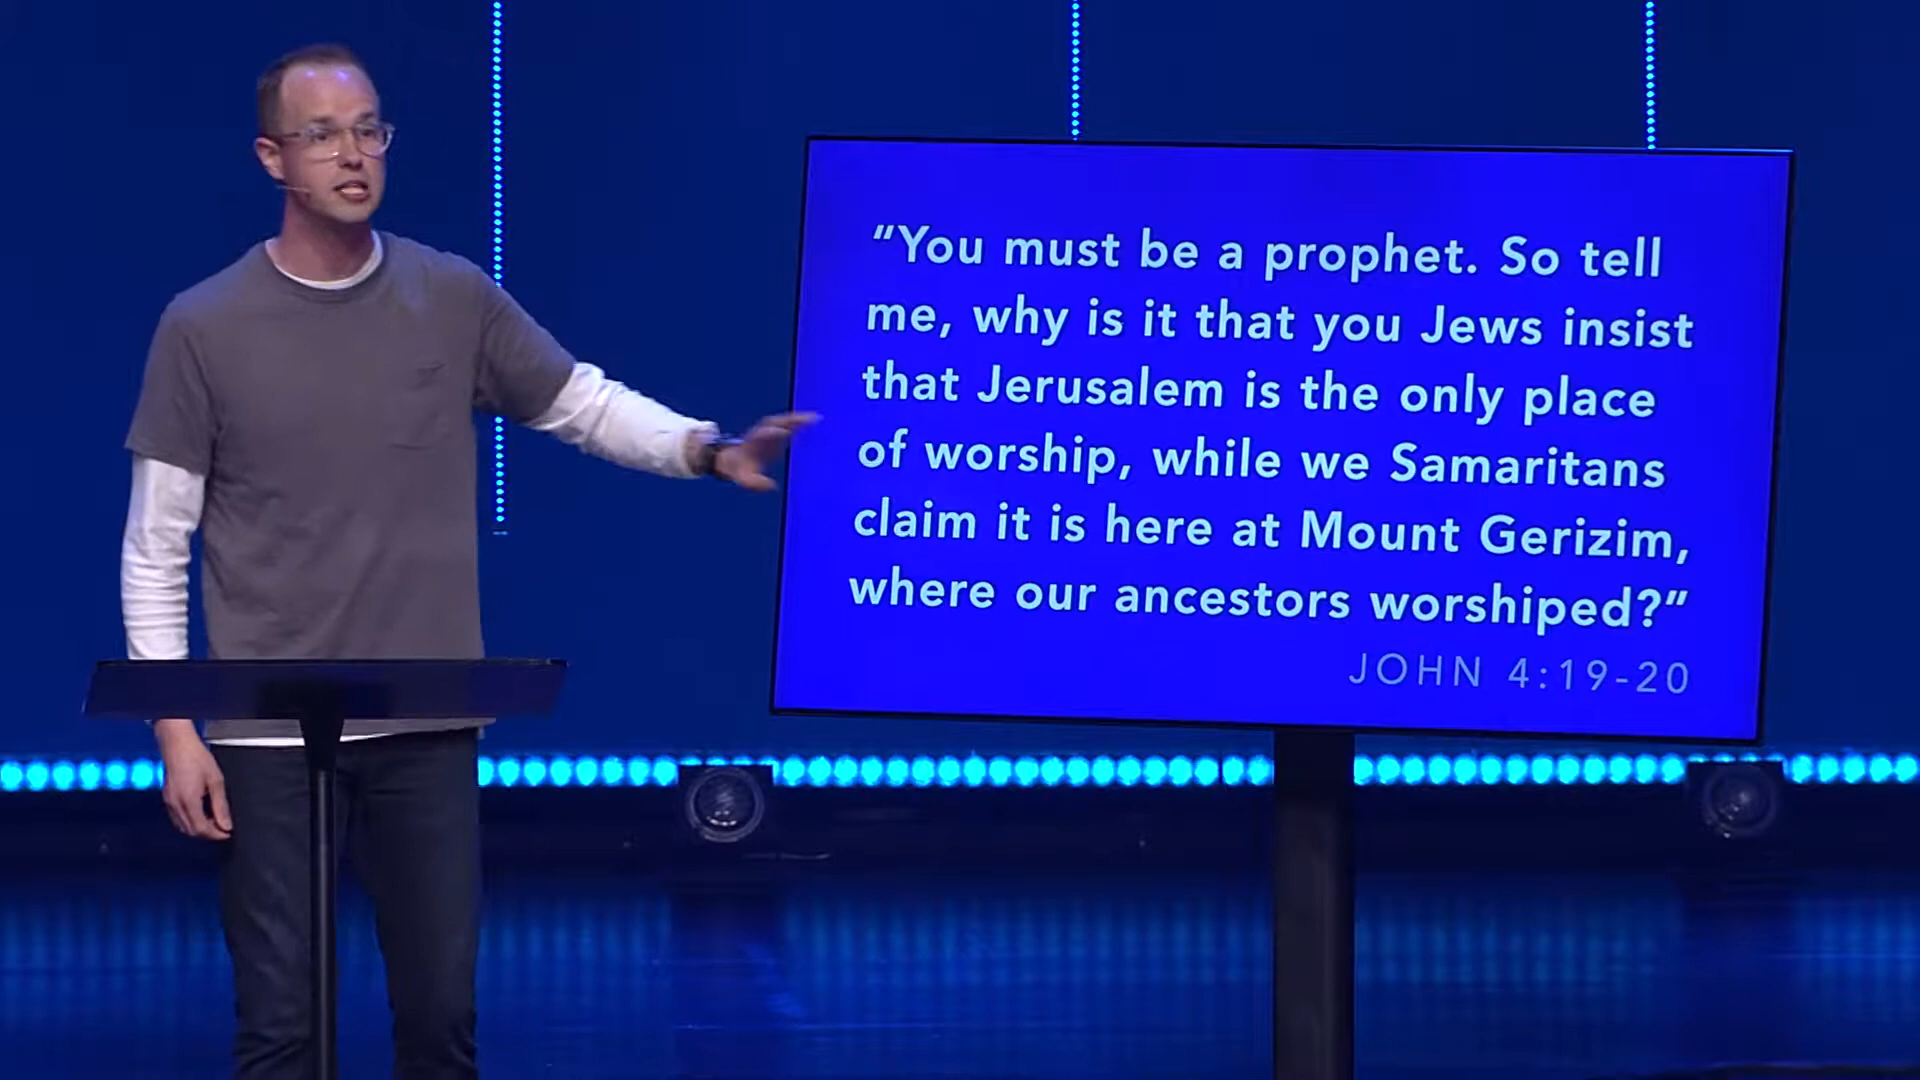 “You must be a prophet. So tell
me, why is it that you Jews insist
that Jerusalem is the only place
of worship, while we Samaritans
claim it is here at Mount Gerizim,
where our ancestors worshiped?”
JOHN 4:19-20